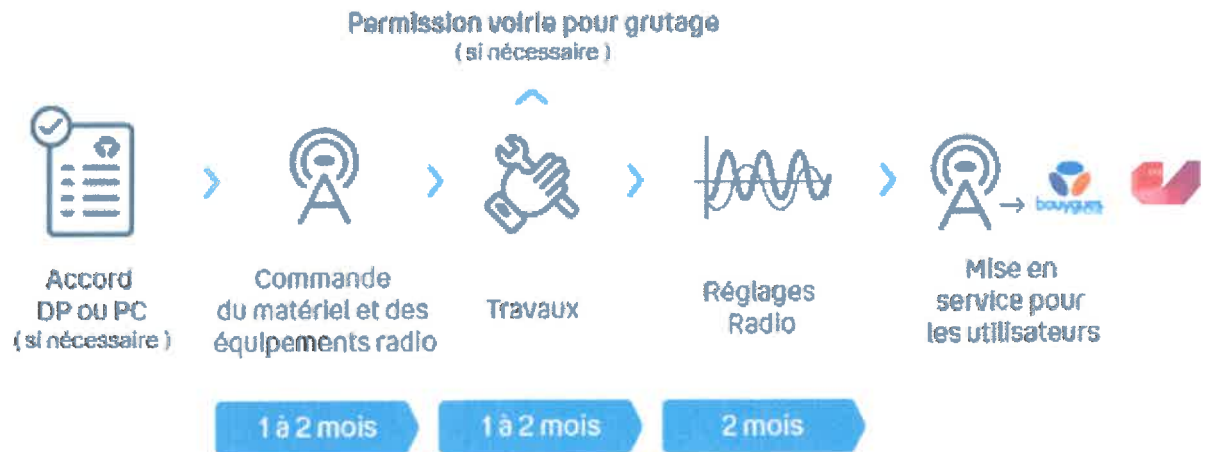 Permission voirie pour grutage
( si nécessaire )
Accord
DP ou PC
( si nécessaire )
Commande
du matériel et des
équipements radio
Travaux
Réglages
Radio
bouygues
Mise en
service pour
les utilisateurs
1 à 2 mois
1 à 2 mois
2 mois